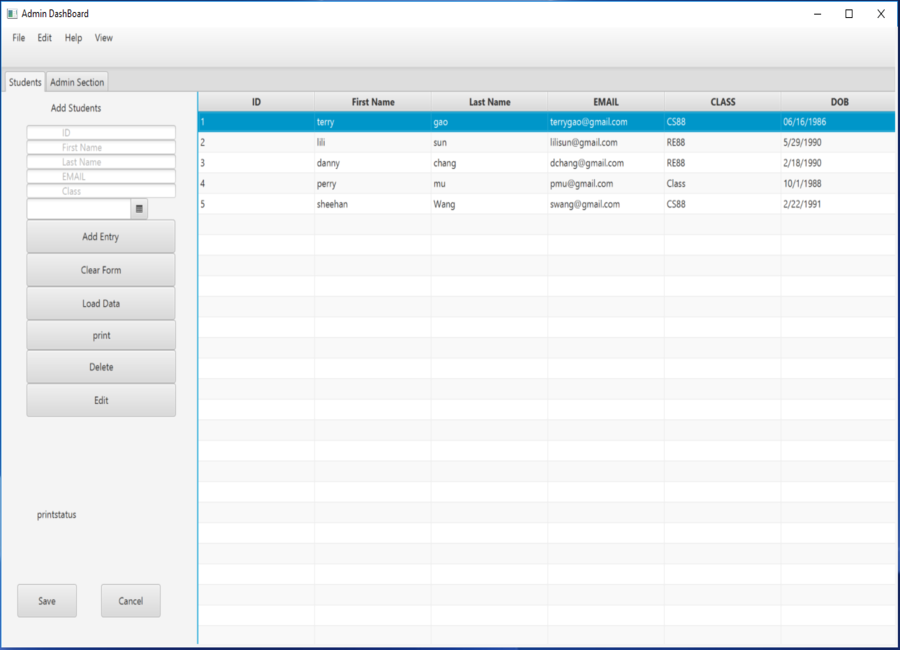 Admin DashBoard
File Edit Help View
Students Admin Section
Add Students
ID
First Name
Last Name
EMAIL
Class
Add Entry
Clear Form
Load Data
print
Delete
Edit
printstatus
Save Cancel
ID First Name Last Name EMAIL CLASS DOB
1 terry gao terrygao@gmail.com CS88 06/16/1986
2 lili sun lilisun@gmail.com RE88 5/29/1990
3 danny chang dchang@gmail.com RE88 2/18/1990
4 perry mu pmu@gmail.com Class 10/1/1988
5 sheehan Wang swang@gmail.com CS88 2/22/1991